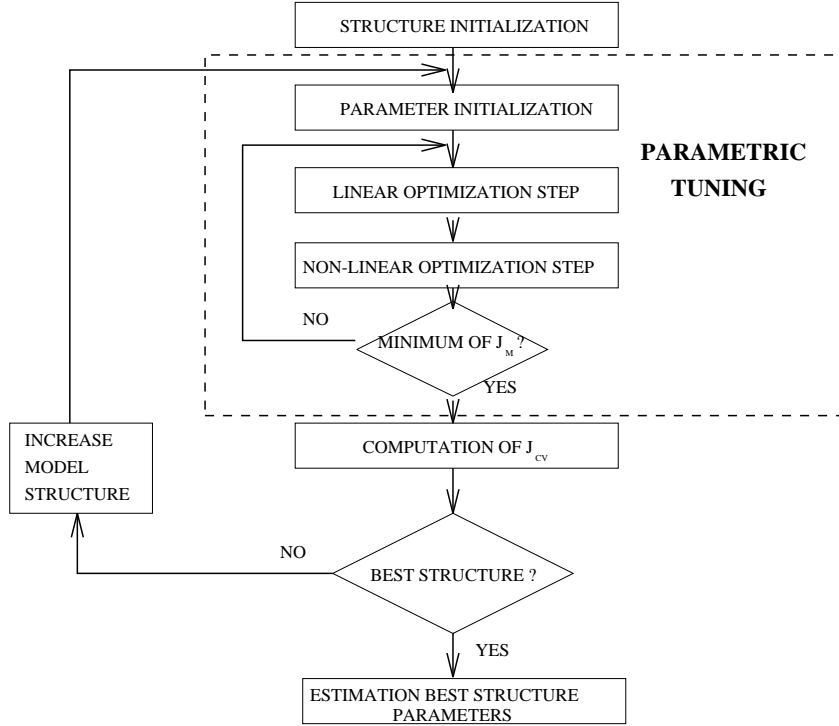 STRUCTURE INITIALIZATION
PARAMETER INITIALIZATION
PARAMETRIC
TUNING
LINEAR OPTIMIZATION STEP
NON-LINEAR OPTIMIZATION STEP
NO
MINIMUM OF J_M ?
YES
COMPUTATION OF J_CV
INCREASE
MODEL
STRUCTURE
NO
BEST STRUCTURE ?
YES
ESTIMATION BEST STRUCTURE
PARAMETERS